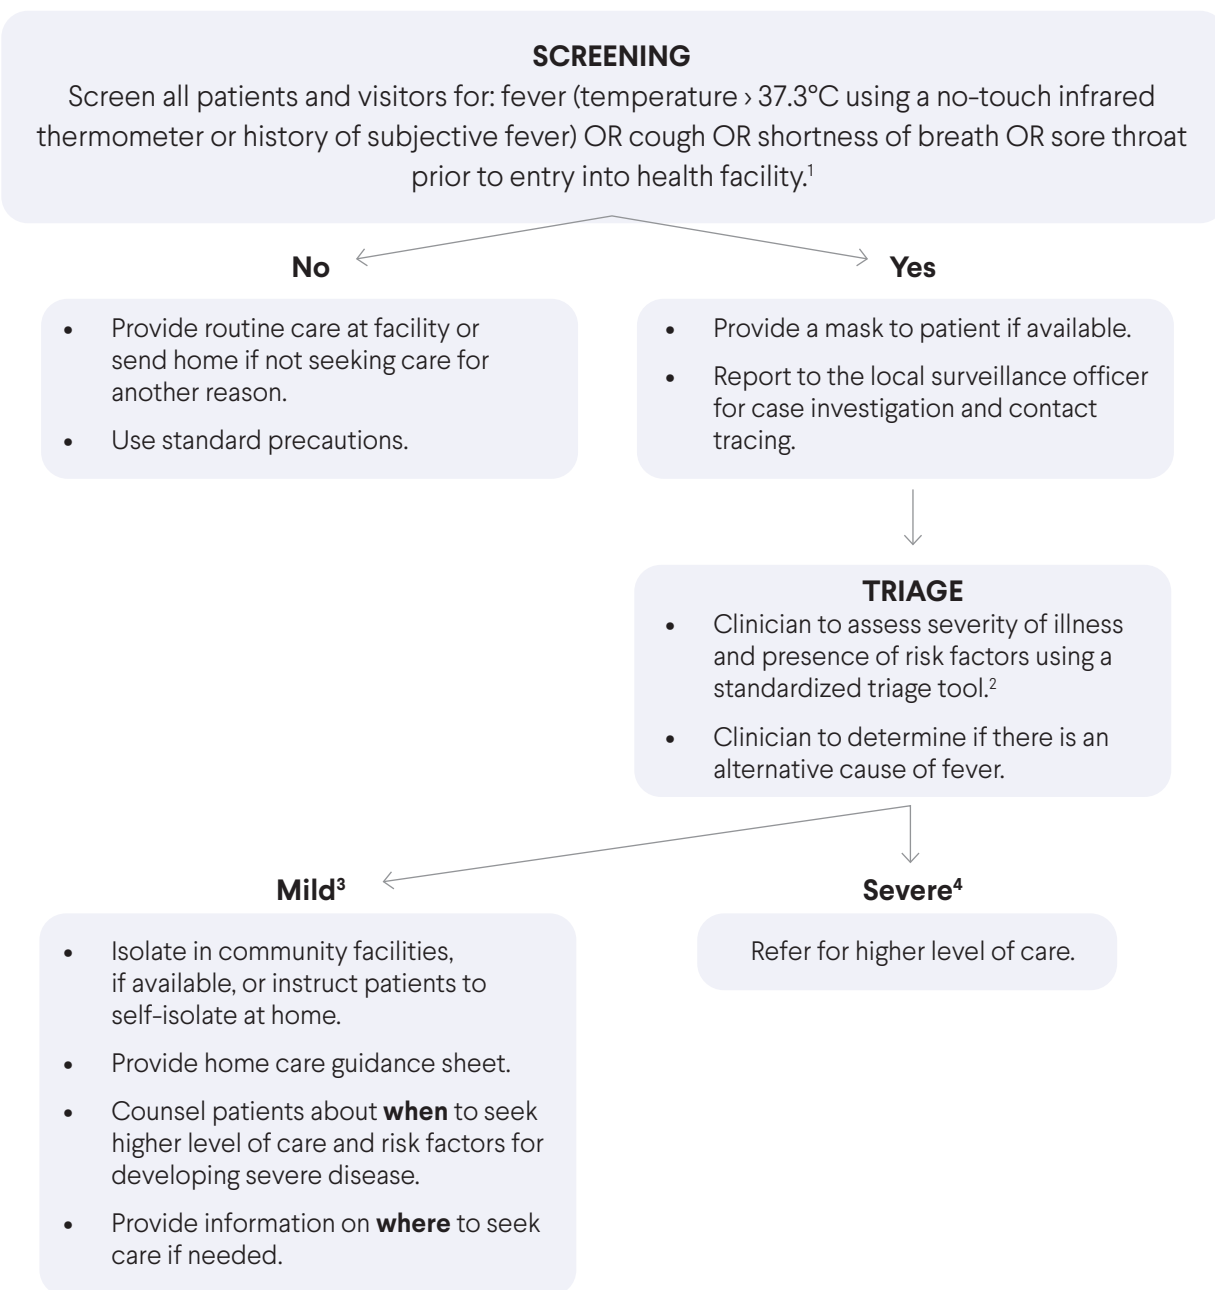 SCREENING
Screen all patients and visitors for: fever (temperature › 37.3°C using a no-touch infrared
thermometer or history of subjective fever) OR cough OR shortness of breath OR sore throat
prior to entry into health facility.¹
No
Yes
• Provide routine care at facility or
send home if not seeking care for
another reason.
• Use standard precautions.
• Provide a mask to patient if available.
• Report to the local surveillance officer
for case investigation and contact
tracing.
TRIAGE
• Clinician to assess severity of illness
and presence of risk factors using a
standardized triage tool.²
• Clinician to determine if there is an
alternative cause of fever.
Mild³
Severe⁴
• Isolate in community facilities,
if available, or instruct patients to
self-isolate at home.
• Provide home care guidance sheet.
• Counsel patients about when to seek
higher level of care and risk factors for
developing severe disease.
• Provide information on where to seek
care if needed.
Refer for higher level of care.